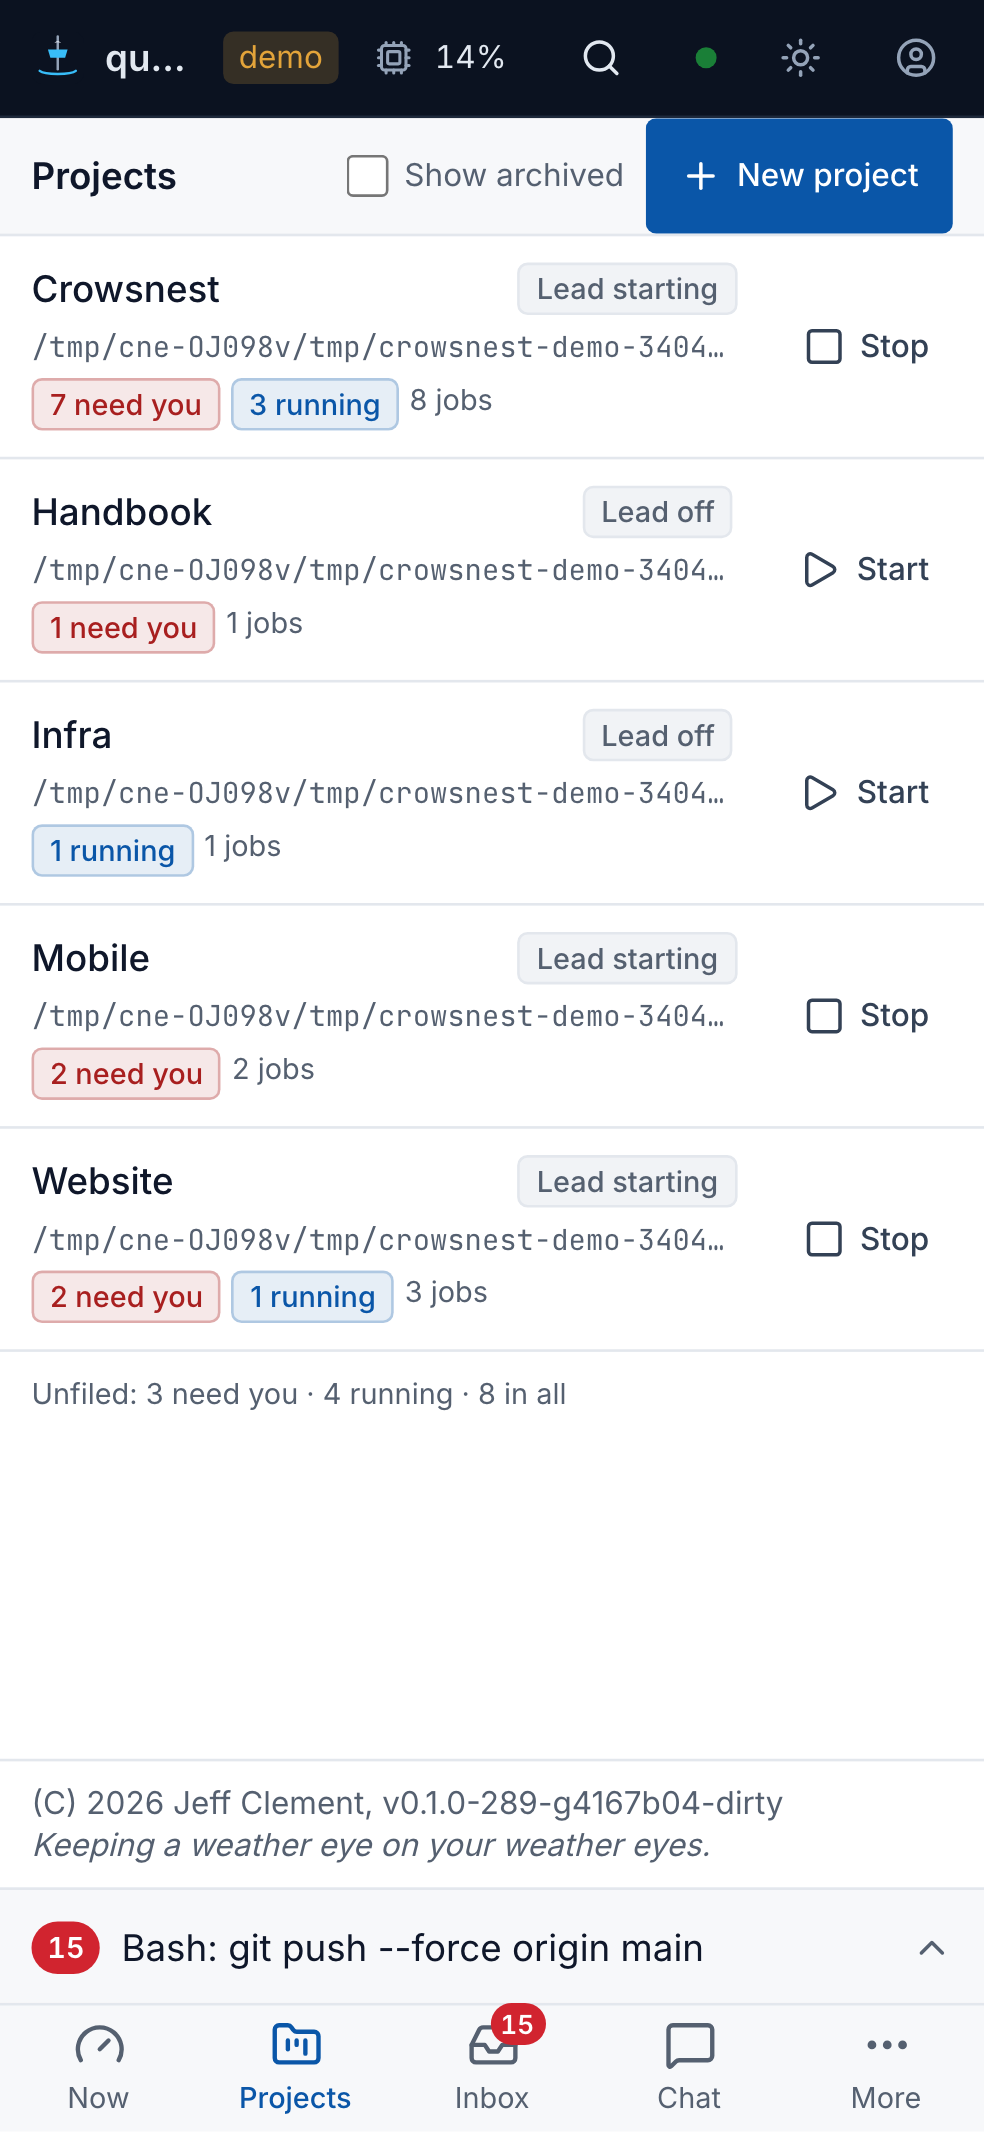 qu... demo 14%
Projects Show archived + New project
Crowsnest Lead starting
/tmp/cne-OJ098v/tmp/crowsnest-demo-3404… Stop
7 need you 3 running 8 jobs
Handbook Lead off
/tmp/cne-OJ098v/tmp/crowsnest-demo-3404… Start
1 need you 1 jobs
Infra Lead off
/tmp/cne-OJ098v/tmp/crowsnest-demo-3404… Start
1 running 1 jobs
Mobile Lead starting
/tmp/cne-OJ098v/tmp/crowsnest-demo-3404… Stop
2 need you 2 jobs
Website Lead starting
/tmp/cne-OJ098v/tmp/crowsnest-demo-3404… Stop
2 need you 1 running 3 jobs
Unfiled: 3 need you · 4 running · 8 in all
(C) 2026 Jeff Clement, v0.1.0-289-g4167b04-dirty
Keeping a weather eye on your weather eyes.
15 Bash: git push --force origin main
15
Now Projects Inbox Chat More